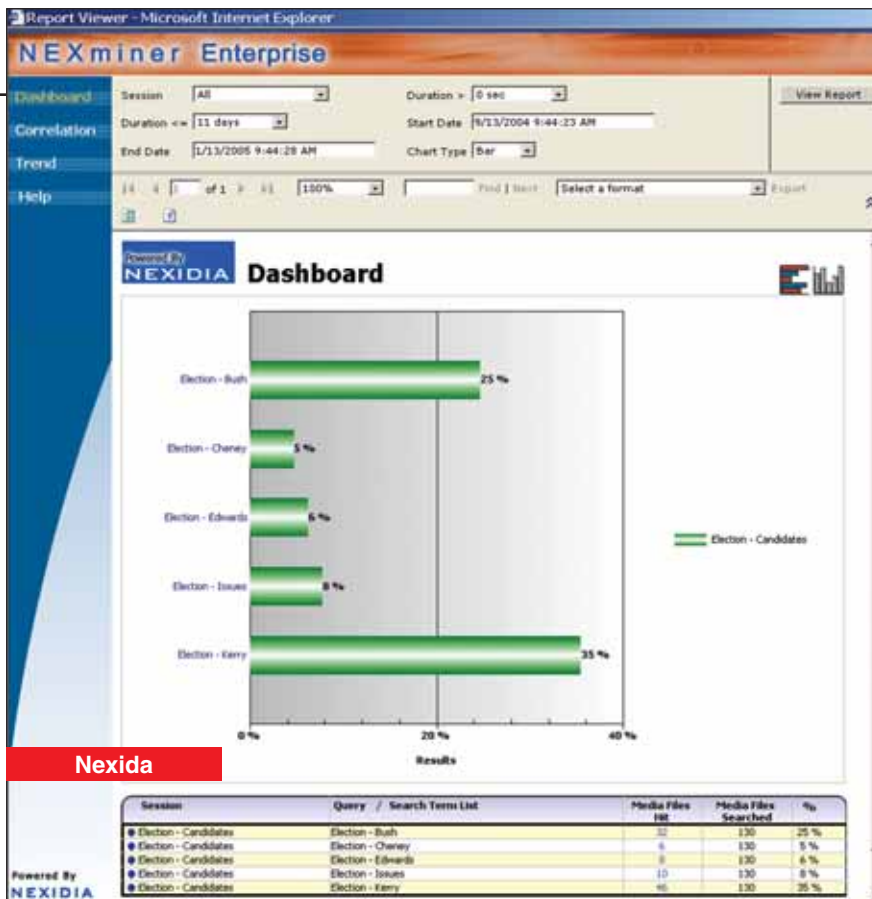 Report Viewer - Microsoft Internet Explorer
NEXminer Enterprise
Dashboard
Correlation
Trend
Help
Session All Duration > 0 sec View Report
Duration <= 11 days Start Date 9/13/2004 9:44:23 AM
End Date 1/13/2005 9:44:28 AM Chart Type Bar
of 1 100% Find | Next Select a format Export
Powered By
NEXIDIA Dashboard
Election - Bush 25 %
Election - Cheney 5 %
Election - Edwards 6 %
Election - Candidates
Election - Issues 8 %
Election - Kerry 35 %
0 % 20 % 40 %
Results
Nexida
Session Query / Search Term List Media Files Hit Media Files Searched %
Election - Candidates Election - Bush 32 130 25 %
Election - Candidates Election - Cheney 6 130 5 %
Election - Candidates Election - Edwards 8 130 6 %
Election - Candidates Election - Issues 10 130 8 %
Election - Candidates Election - Kerry 46 130 35 %
Powered By
NEXIDIA